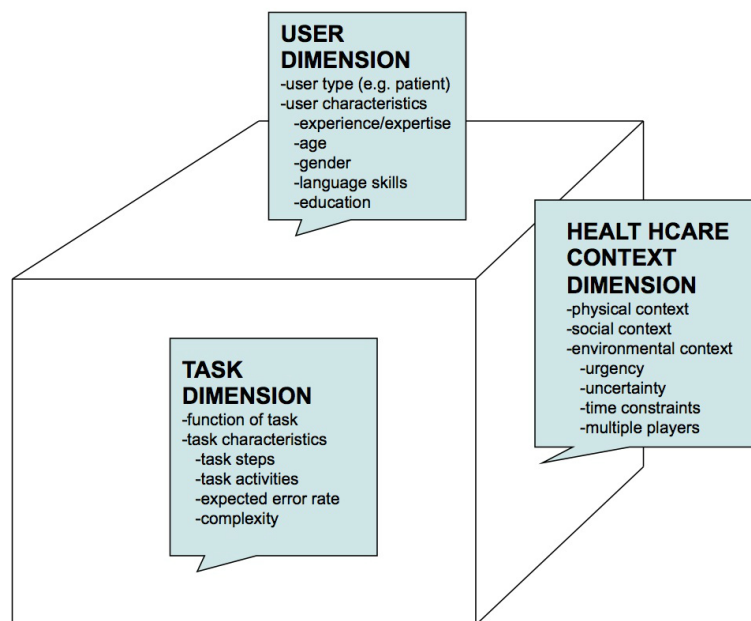 USER
DIMENSION
-user type (e.g. patient)
-user characteristics
-experience/expertise
-age
-gender
-language skills
-education
HEALT HCARE
CONTEXT
DIMENSION
-physical context
-social context
-environmental context
-urgency
-uncertainty
-time constraints
-multiple players
TASK
DIMENSION
-function of task
-task characteristics
-task steps
-task activities
-expected error rate
-complexity